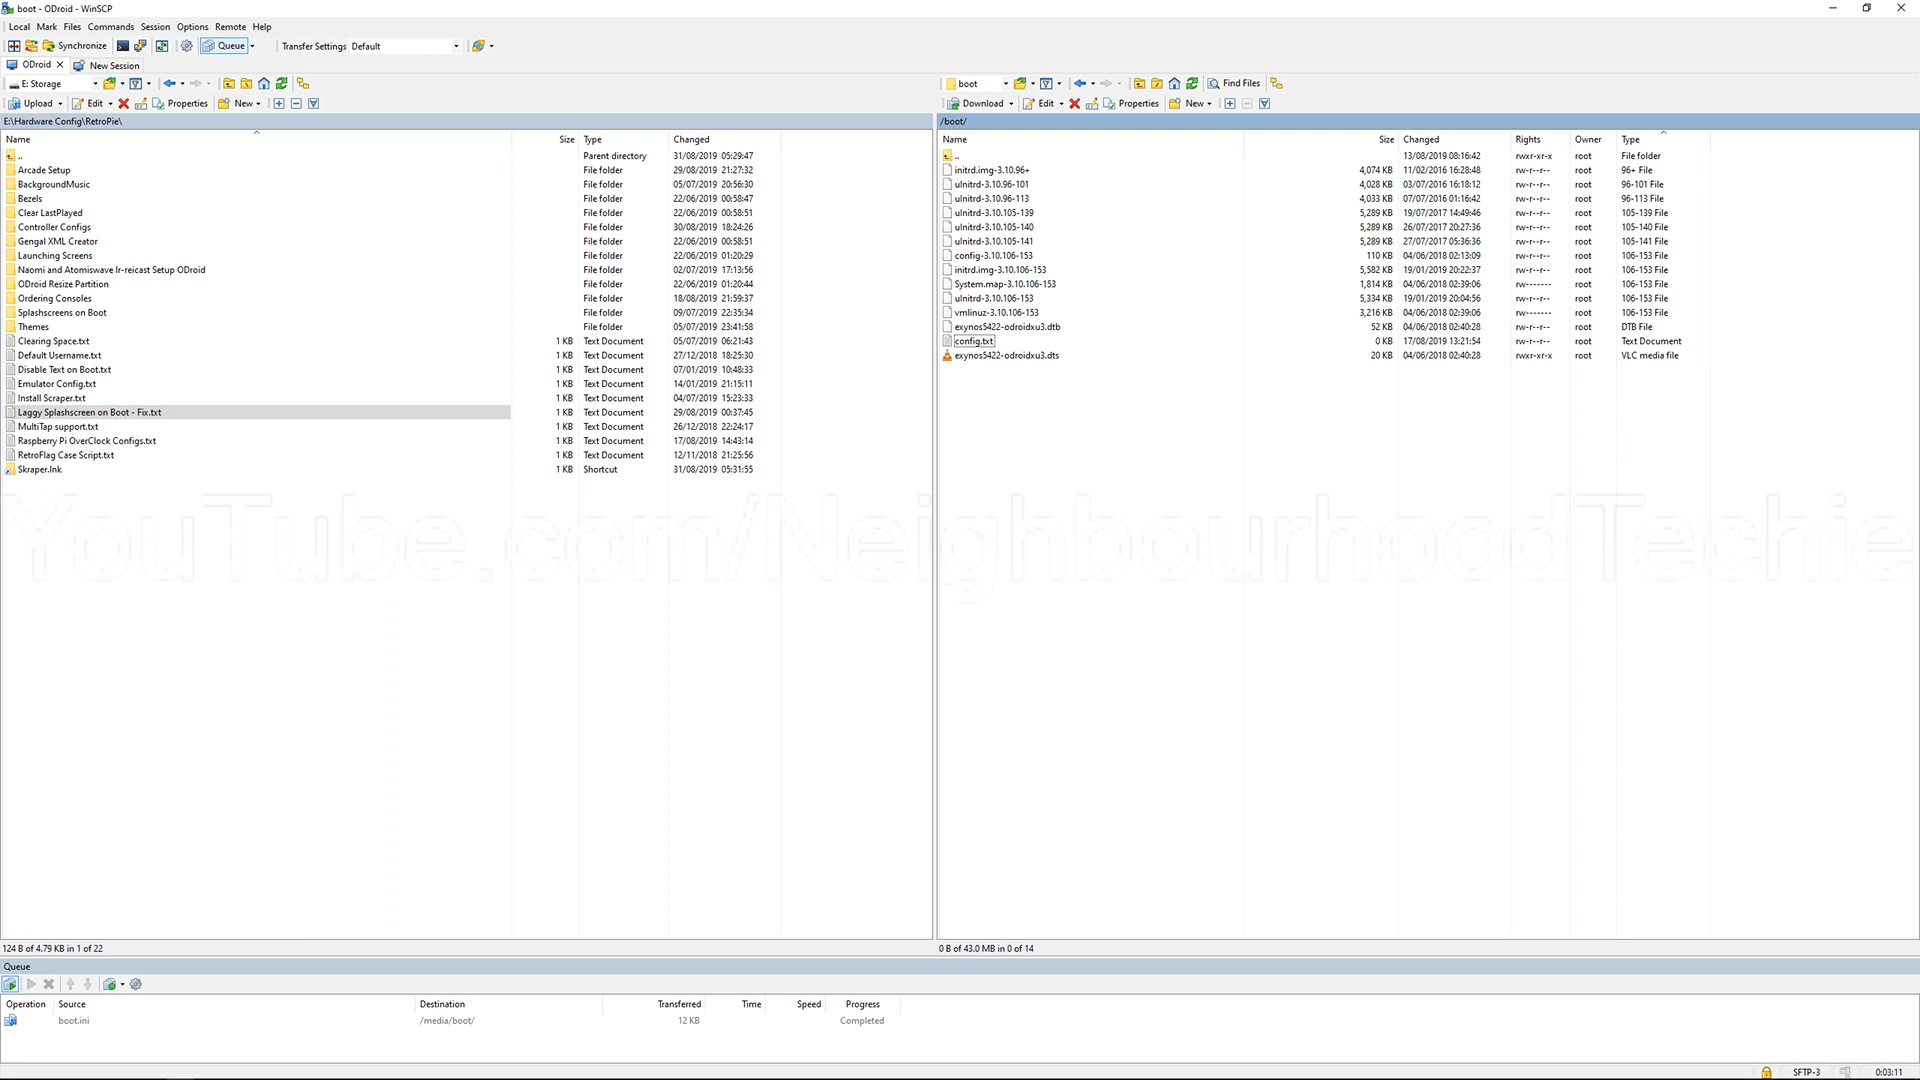 boot - ODroid - WinSCP
Local Mark Files Commands Session Options Remote Help
Synchronize Queue Transfer Settings Default
ODroid New Session
E: Storage boot Find Files
Upload Edit Properties New Download Edit Properties New
E:\Hardware Config\RetroPie\ /boot/
Name Size Type Changed
.. Parent directory 31/08/2019 05:29:47
Arcade Setup File folder 29/08/2019 21:27:32
BackgroundMusic File folder 05/07/2019 20:56:30
Bezels File folder 22/06/2019 00:58:47
Clear LastPlayed File folder 22/06/2019 00:58:51
Controller Configs File folder 30/08/2019 18:24:26
Gengal XML Creator File folder 22/06/2019 00:58:51
Launching Screens File folder 22/06/2019 01:20:29
Naomi and Atomiswave lr-reicast Setup ODroid File folder 02/07/2019 17:13:56
ODroid Resize Partition File folder 22/06/2019 01:20:44
Ordering Consoles File folder 18/08/2019 21:59:37
Splashscreens on Boot File folder 09/07/2019 22:35:34
Themes File folder 05/07/2019 23:41:58
Clearing Space.txt 1 KB Text Document 05/07/2019 06:21:43
Default Username.txt 1 KB Text Document 27/12/2018 18:25:30
Disable Text on Boot.txt 1 KB Text Document 07/01/2019 10:48:33
Emulator Config.txt 1 KB Text Document 14/01/2019 21:15:11
Install Scraper.txt 1 KB Text Document 04/07/2019 15:23:33
Laggy Splashscreen on Boot - Fix.txt 1 KB Text Document 29/08/2019 00:37:45
MultiTap support.txt 1 KB Text Document 26/12/2018 22:24:17
Raspberry Pi OverClock Configs.txt 1 KB Text Document 17/08/2019 14:43:14
RetroFlag Case Script.txt 1 KB Text Document 12/11/2018 21:25:56
Skraper.lnk 1 KB Shortcut 31/08/2019 05:31:55
Name Size Changed Rights Owner Type
.. 13/08/2019 08:16:42 rwxr-xr-x root File folder
initrd.img-3.10.96+ 4,074 KB 11/02/2016 16:28:48 rw-r--r-- root 96+ File
uInitrd-3.10.96-101 4,028 KB 03/07/2016 16:18:12 rw-r--r-- root 96-101 File
uInitrd-3.10.96-113 4,033 KB 07/07/2016 01:16:42 rw-r--r-- root 96-113 File
uInitrd-3.10.105-139 5,289 KB 19/07/2017 14:49:46 rw-r--r-- root 105-139 File
uInitrd-3.10.105-140 5,289 KB 26/07/2017 20:27:36 rw-r--r-- root 105-140 File
uInitrd-3.10.105-141 5,289 KB 27/07/2017 05:36:36 rw-r--r-- root 105-141 File
config-3.10.106-153 110 KB 04/06/2018 02:13:09 rw-r--r-- root 106-153 File
initrd.img-3.10.106-153 5,582 KB 19/01/2019 20:22:37 rw-r--r-- root 106-153 File
System.map-3.10.106-153 1,814 KB 04/06/2018 02:39:06 rw------- root 106-153 File
uInitrd-3.10.106-153 5,334 KB 19/01/2019 20:04:56 rw-r--r-- root 106-153 File
vmlinuz-3.10.106-153 3,216 KB 04/06/2018 02:39:06 rw------- root 106-153 File
exynos5422-odroidxu3.dtb 52 KB 04/06/2018 02:40:28 rw-r--r-- root DTB File
config.txt 0 KB 17/08/2019 13:21:54 rw-r--r-- root Text Document
exynos5422-odroidxu3.dts 20 KB 04/06/2018 02:40:28 rwxr-xr-x root VLC media file
YouTube.com/NeighbourhoodTechie
124 B of 4.79 KB in 1 of 22 0 B of 43.0 MB in 0 of 14
Queue
Operation Source Destination Transferred Time Speed Progress
boot.ini /media/boot/ 12 KB Completed
SFTP-3 0:03:11